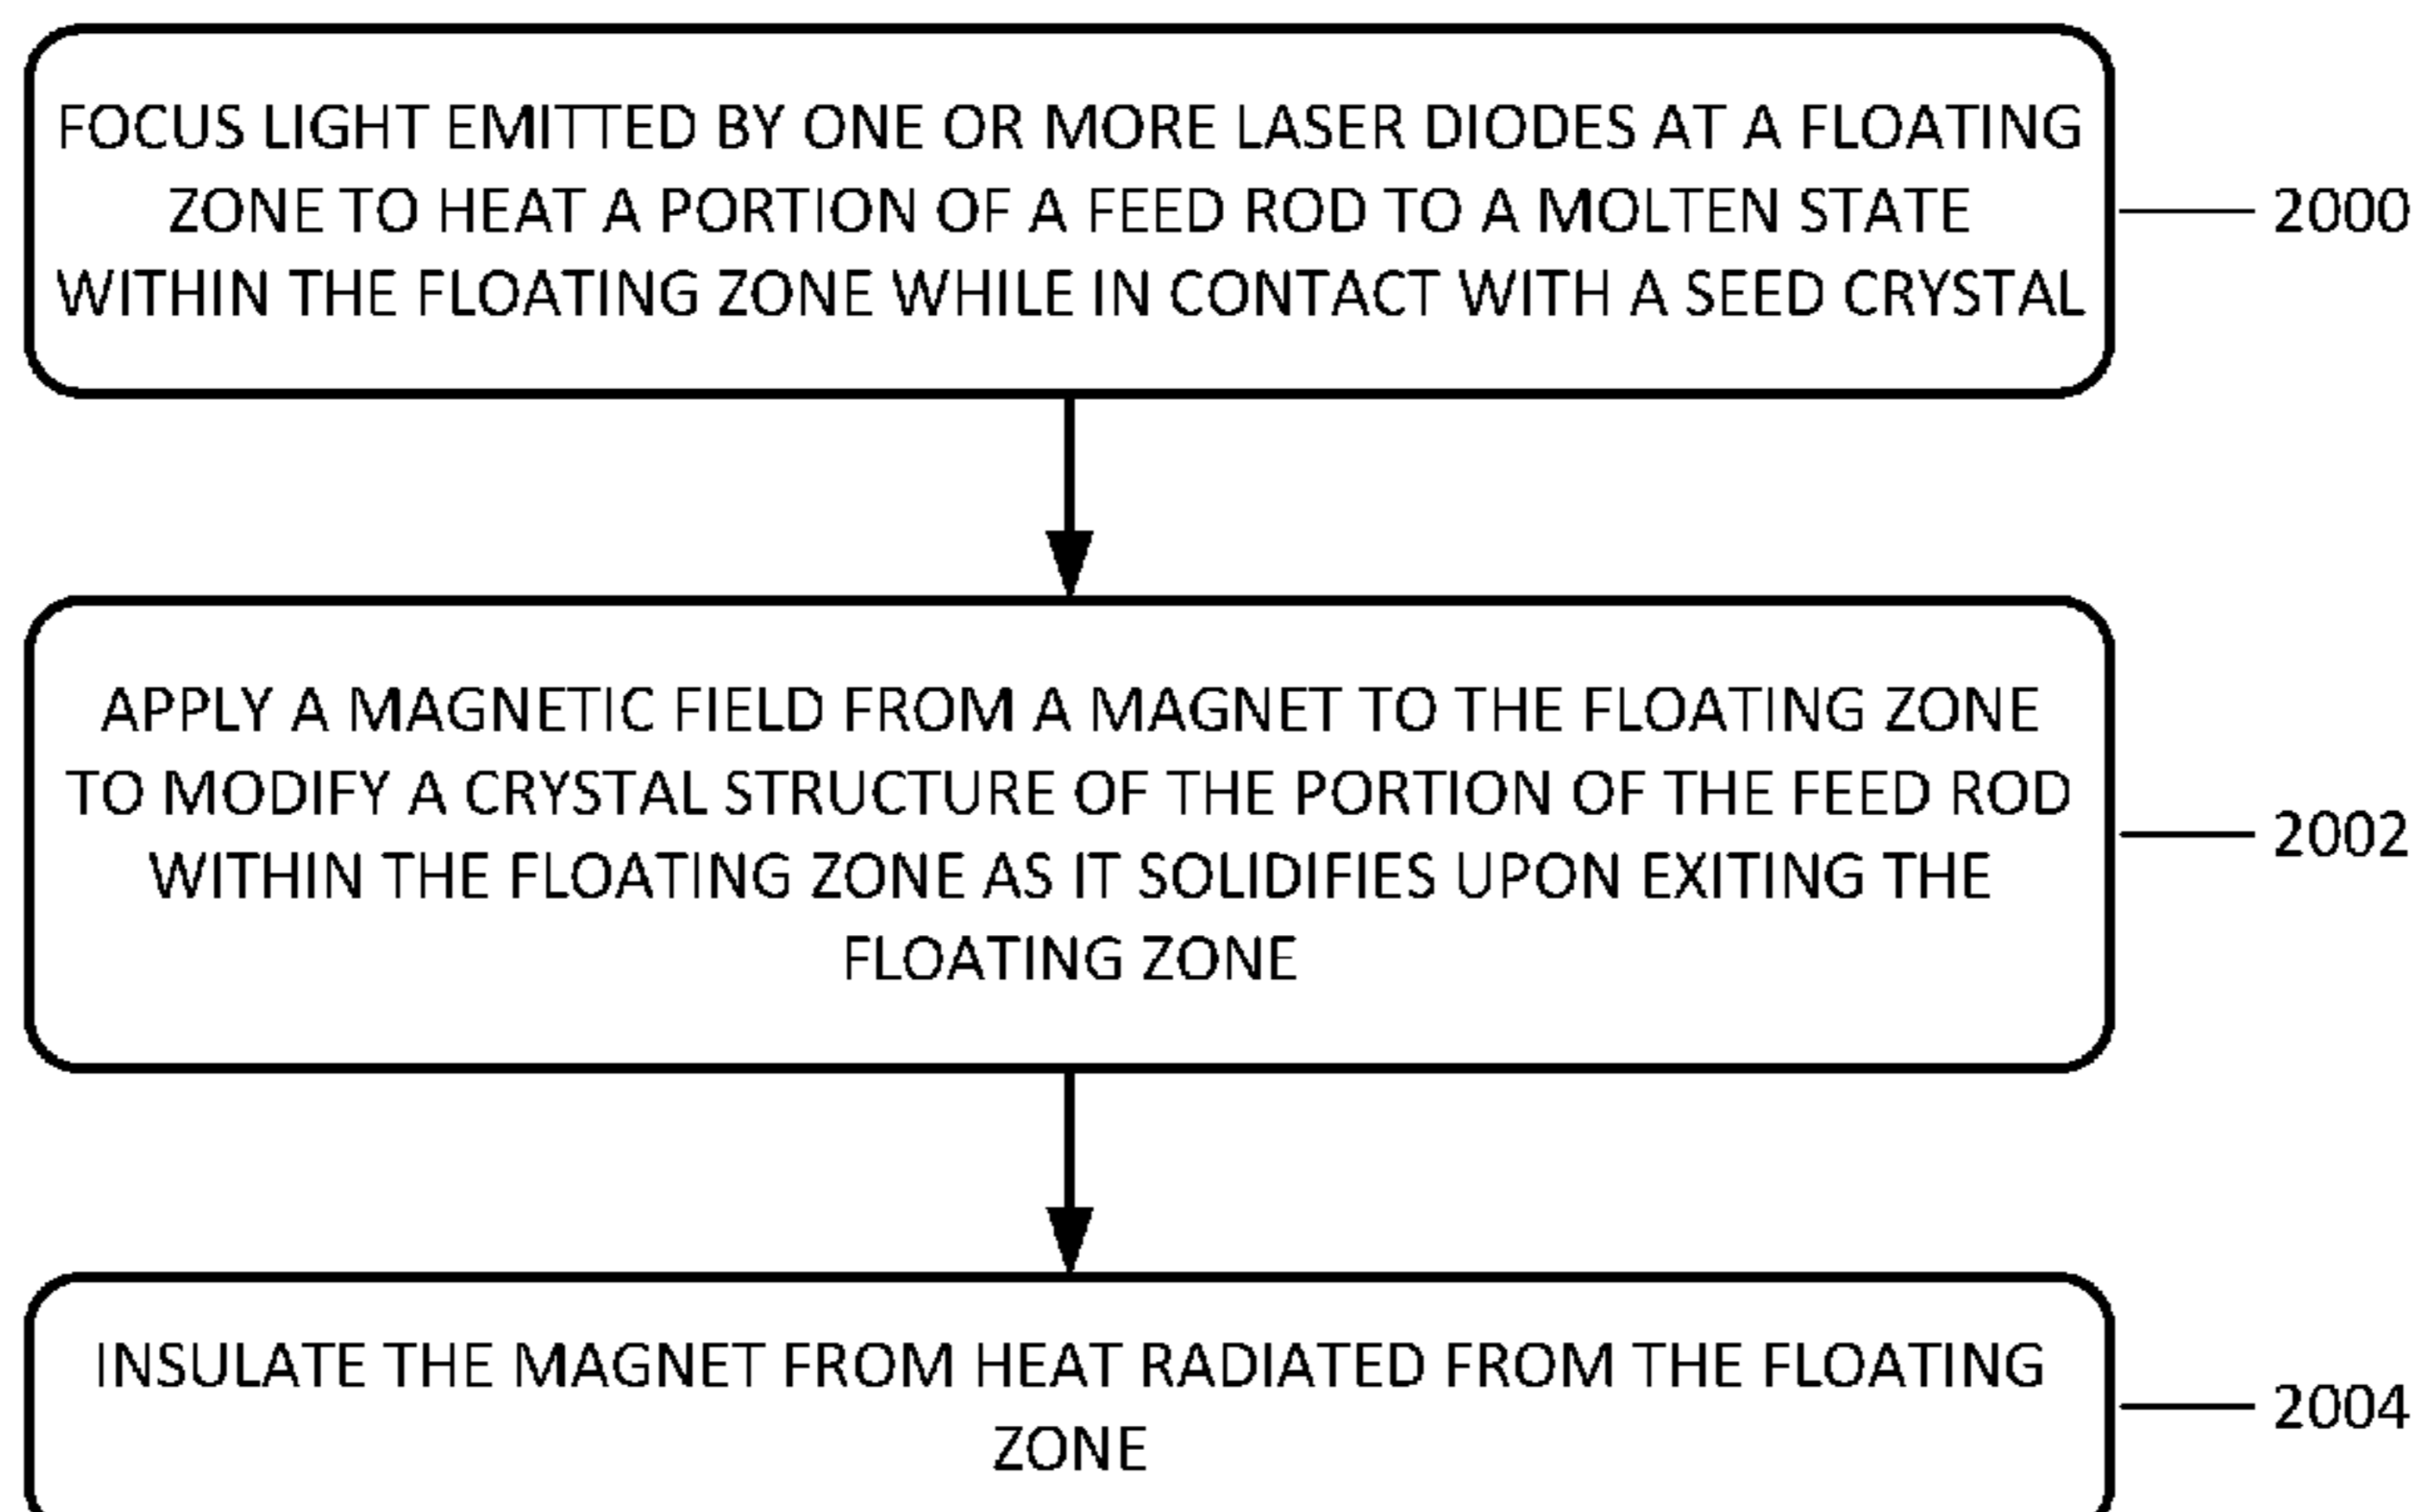 FOCUS LIGHT EMITTED BY ONE OR MORE LASER DIODES AT A FLOATING
ZONE TO HEAT A PORTION OF A FEED ROD TO A MOLTEN STATE
WITHIN THE FLOATING ZONE WHILE IN CONTACT WITH A SEED CRYSTAL
2000
APPLY A MAGNETIC FIELD FROM A MAGNET TO THE FLOATING ZONE
TO MODIFY A CRYSTAL STRUCTURE OF THE PORTION OF THE FEED ROD
WITHIN THE FLOATING ZONE AS IT SOLIDIFIES UPON EXITING THE
FLOATING ZONE
2002
INSULATE THE MAGNET FROM HEAT RADIATED FROM THE FLOATING
ZONE
2004